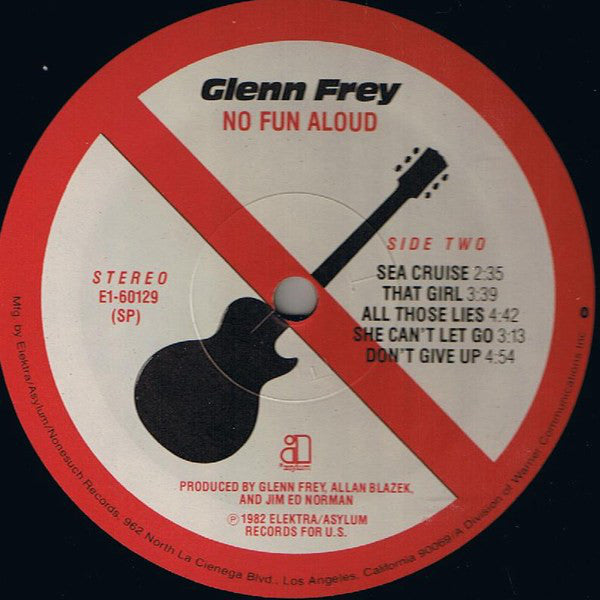 Glenn Frey
NO FUN ALOUD
SIDE TWO
STEREO
E1-60129
(SP)
SEA CRUISE 2:35
THAT GIRL 3:39
ALL THOSE LIES 4:42
SHE CAN'T LET GO 3:13
DON'T GIVE UP 4:54
asylum
PRODUCED BY GLENN FREY, ALLAN BLAZEK,
AND JIM ED NORMAN
℗ 1982 ELEKTRA/ASYLUM
RECORDS FOR U.S.
Mfg. by Elektra/Asylum/Nonesuch Records, 962 North La Cienega Blvd., Los Angeles, California 90069/A Division of Warner Communications Inc.